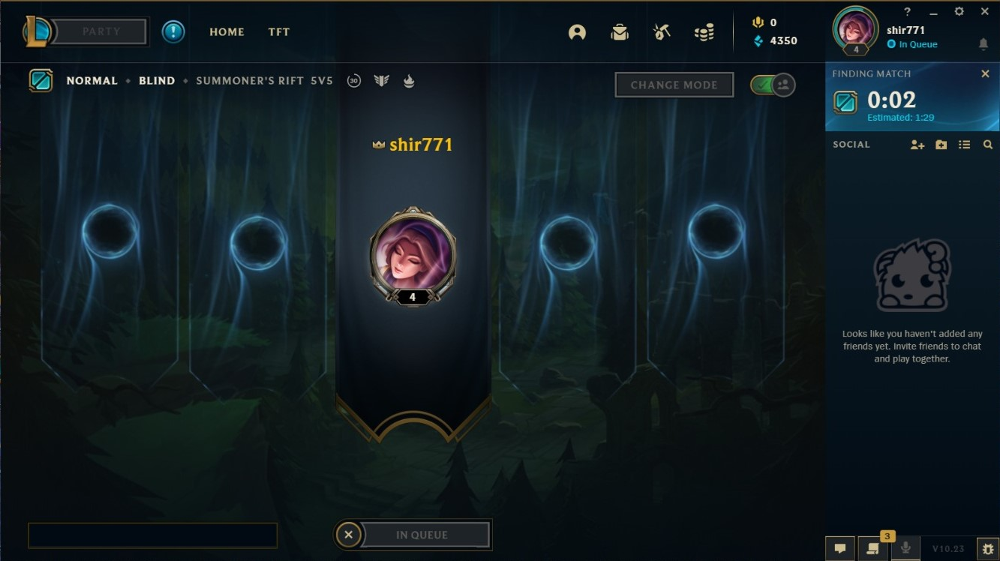 PARTY
HOME
TFT
0
4350
?
shir771
In Queue
4
NORMAL
BLIND
SUMMONER'S RIFT 5V5
30
CHANGE MODE
FINDING MATCH
0:02
Estimated: 1:29
SOCIAL
shir771
4
Looks like you haven't added any
friends yet. Invite friends to chat
and play together.
IN QUEUE
3
V10.23